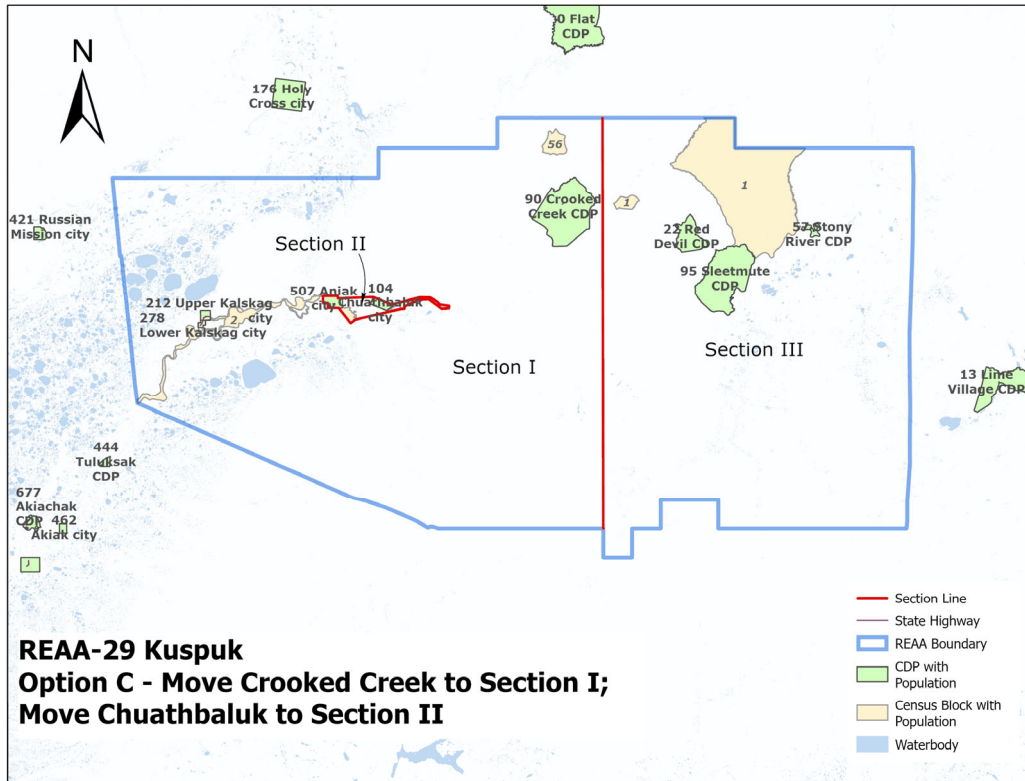 0 Flat
CDP
N
176 Holy
Cross city
56
90 Crooked
Creek CDP
1
1
421 Russian
Mission city
22 Red
Devil CDP
Stony
River CDP
Section II
95 Sleetmute
CDP
507 Aniak
city
104
Chuathbaluk
city
212 Upper Kalskag
city
278
Lower Kalskag city
2
Section I
Section III
13 Lime
Village CDP
444
Tuluksak
CDP
677
Akiachak
CDP
462
Akiak city
Section Line
State Highway
REAA Boundary
CDP with
Population
Census Block with
Population
Waterbody
REAA-29 Kuspuk
Option C - Move Crooked Creek to Section I;
Move Chuathbaluk to Section II